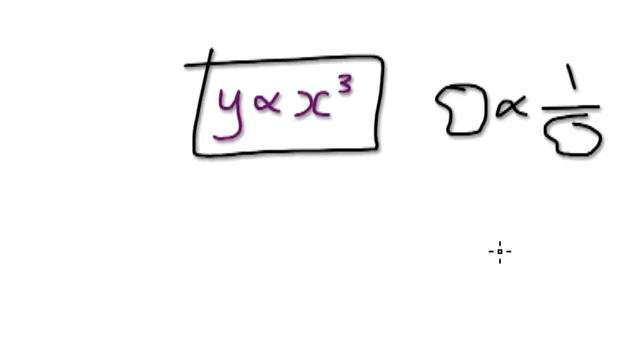 y ∝ x³ ∝ 1/